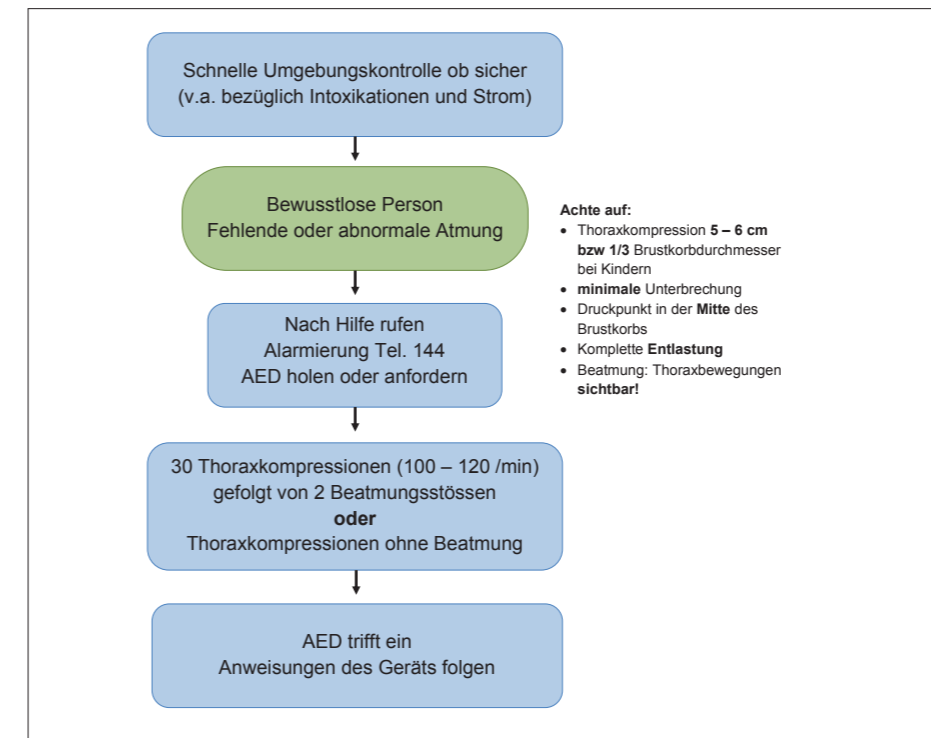 Schnelle Umgebungskontrolle ob sicher
(v.a. bezüglich Intoxikationen und Strom)
Bewusstlose Person
Fehlende oder abnormale Atmung
Nach Hilfe rufen
Alarmierung Tel. 144
AED holen oder anfordern
30 Thoraxkompressionen (100 – 120 /min)
gefolgt von 2 Beatmungsstössen
oder
Thoraxkompressionen ohne Beatmung
AED trifft ein
Anweisungen des Geräts folgen
Achte auf:
• Thoraxkompression 5 – 6 cm
bzw 1/3 Brustkorbdurchmesser
bei Kindern
• minimale Unterbrechung
• Druckpunkt in der Mitte des
Brustkorbs
• Komplette Entlastung
• Beatmung: Thoraxbewegungen
sichtbar!